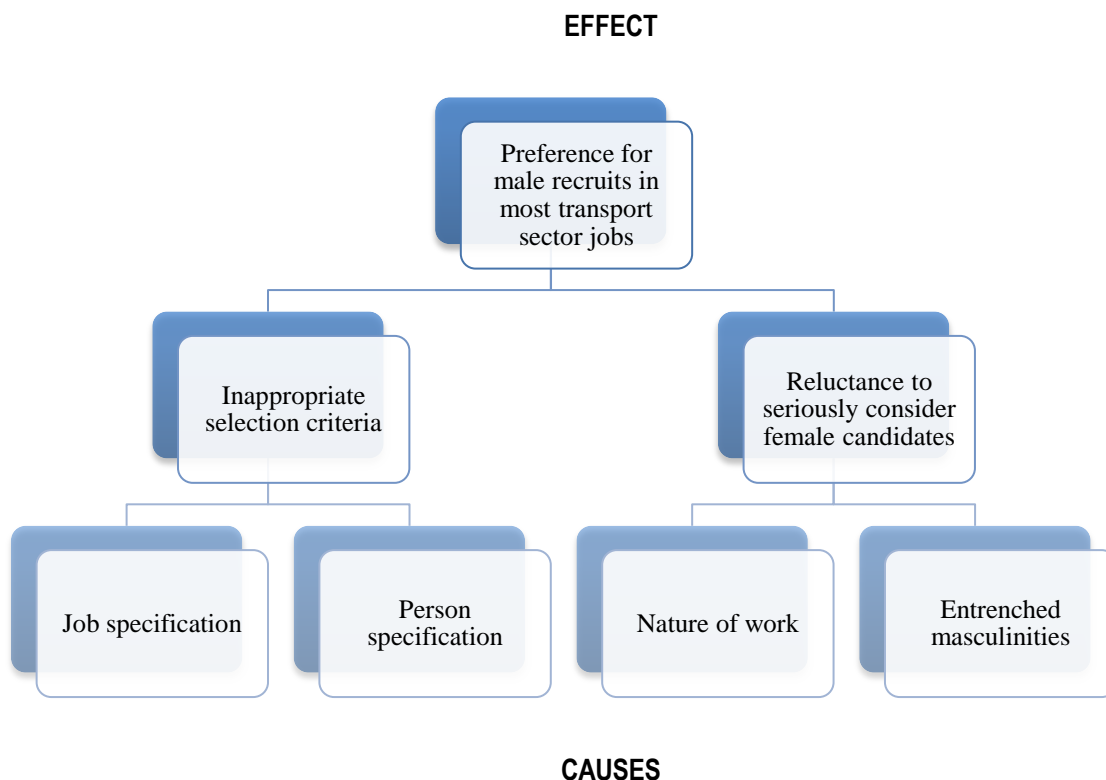 EFFECT
Preference for
male recruits in
most transport
sector jobs
Inappropriate
selection criteria
Reluctance to
seriously consider
female candidates
Job specification
Person
specification
Nature of work
Entrenched
masculinities
CAUSES